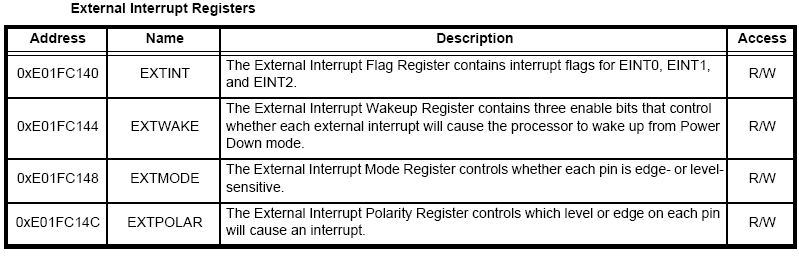 External Interrupt Registers
Address Name Description Access
0xE01FC140 EXTINT The External Interrupt Flag Register contains interrupt flags for EINT0, EINT1, R/W
and EINT2.
0xE01FC144 EXTWAKE The External Interrupt Wakeup Register contains three enable bits that control R/W
whether each external interrupt will cause the processor to wake up from Power
Down mode.
0xE01FC148 EXTMODE The External Interrupt Mode Register controls whether each pin is edge- or level- R/W
sensitive.
0xE01FC14C EXTPOLAR The External Interrupt Polarity Register controls which level or edge on each pin R/W
will cause an interrupt.